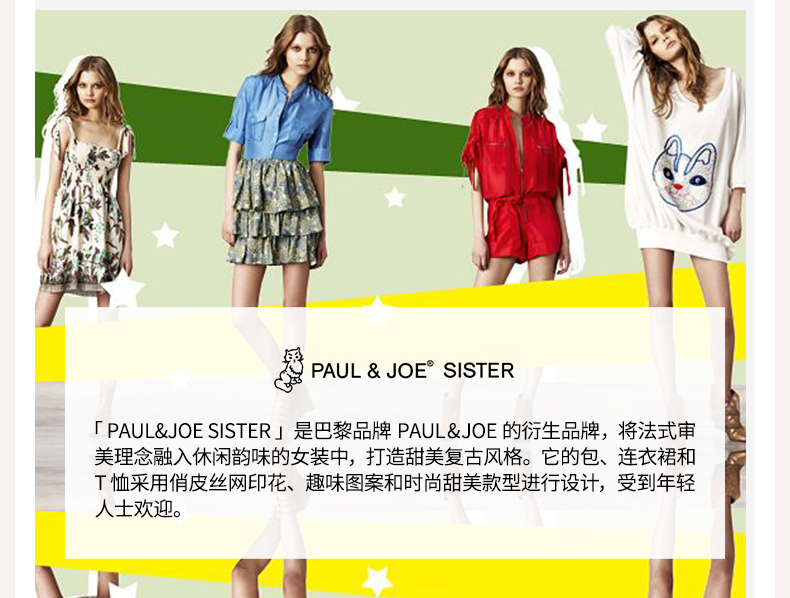 PAUL & JOE® SISTER
「 PAUL&JOE SISTER 」是巴黎品牌 PAUL&JOE 的衍生品牌，将法式审
美理念融入休闲韵味的女装中，打造甜美复古风格。它的包、连衣裙和
T 恤采用俏皮丝网印花、趣味图案和时尚甜美款型进行设计，受到年轻
人士欢迎。